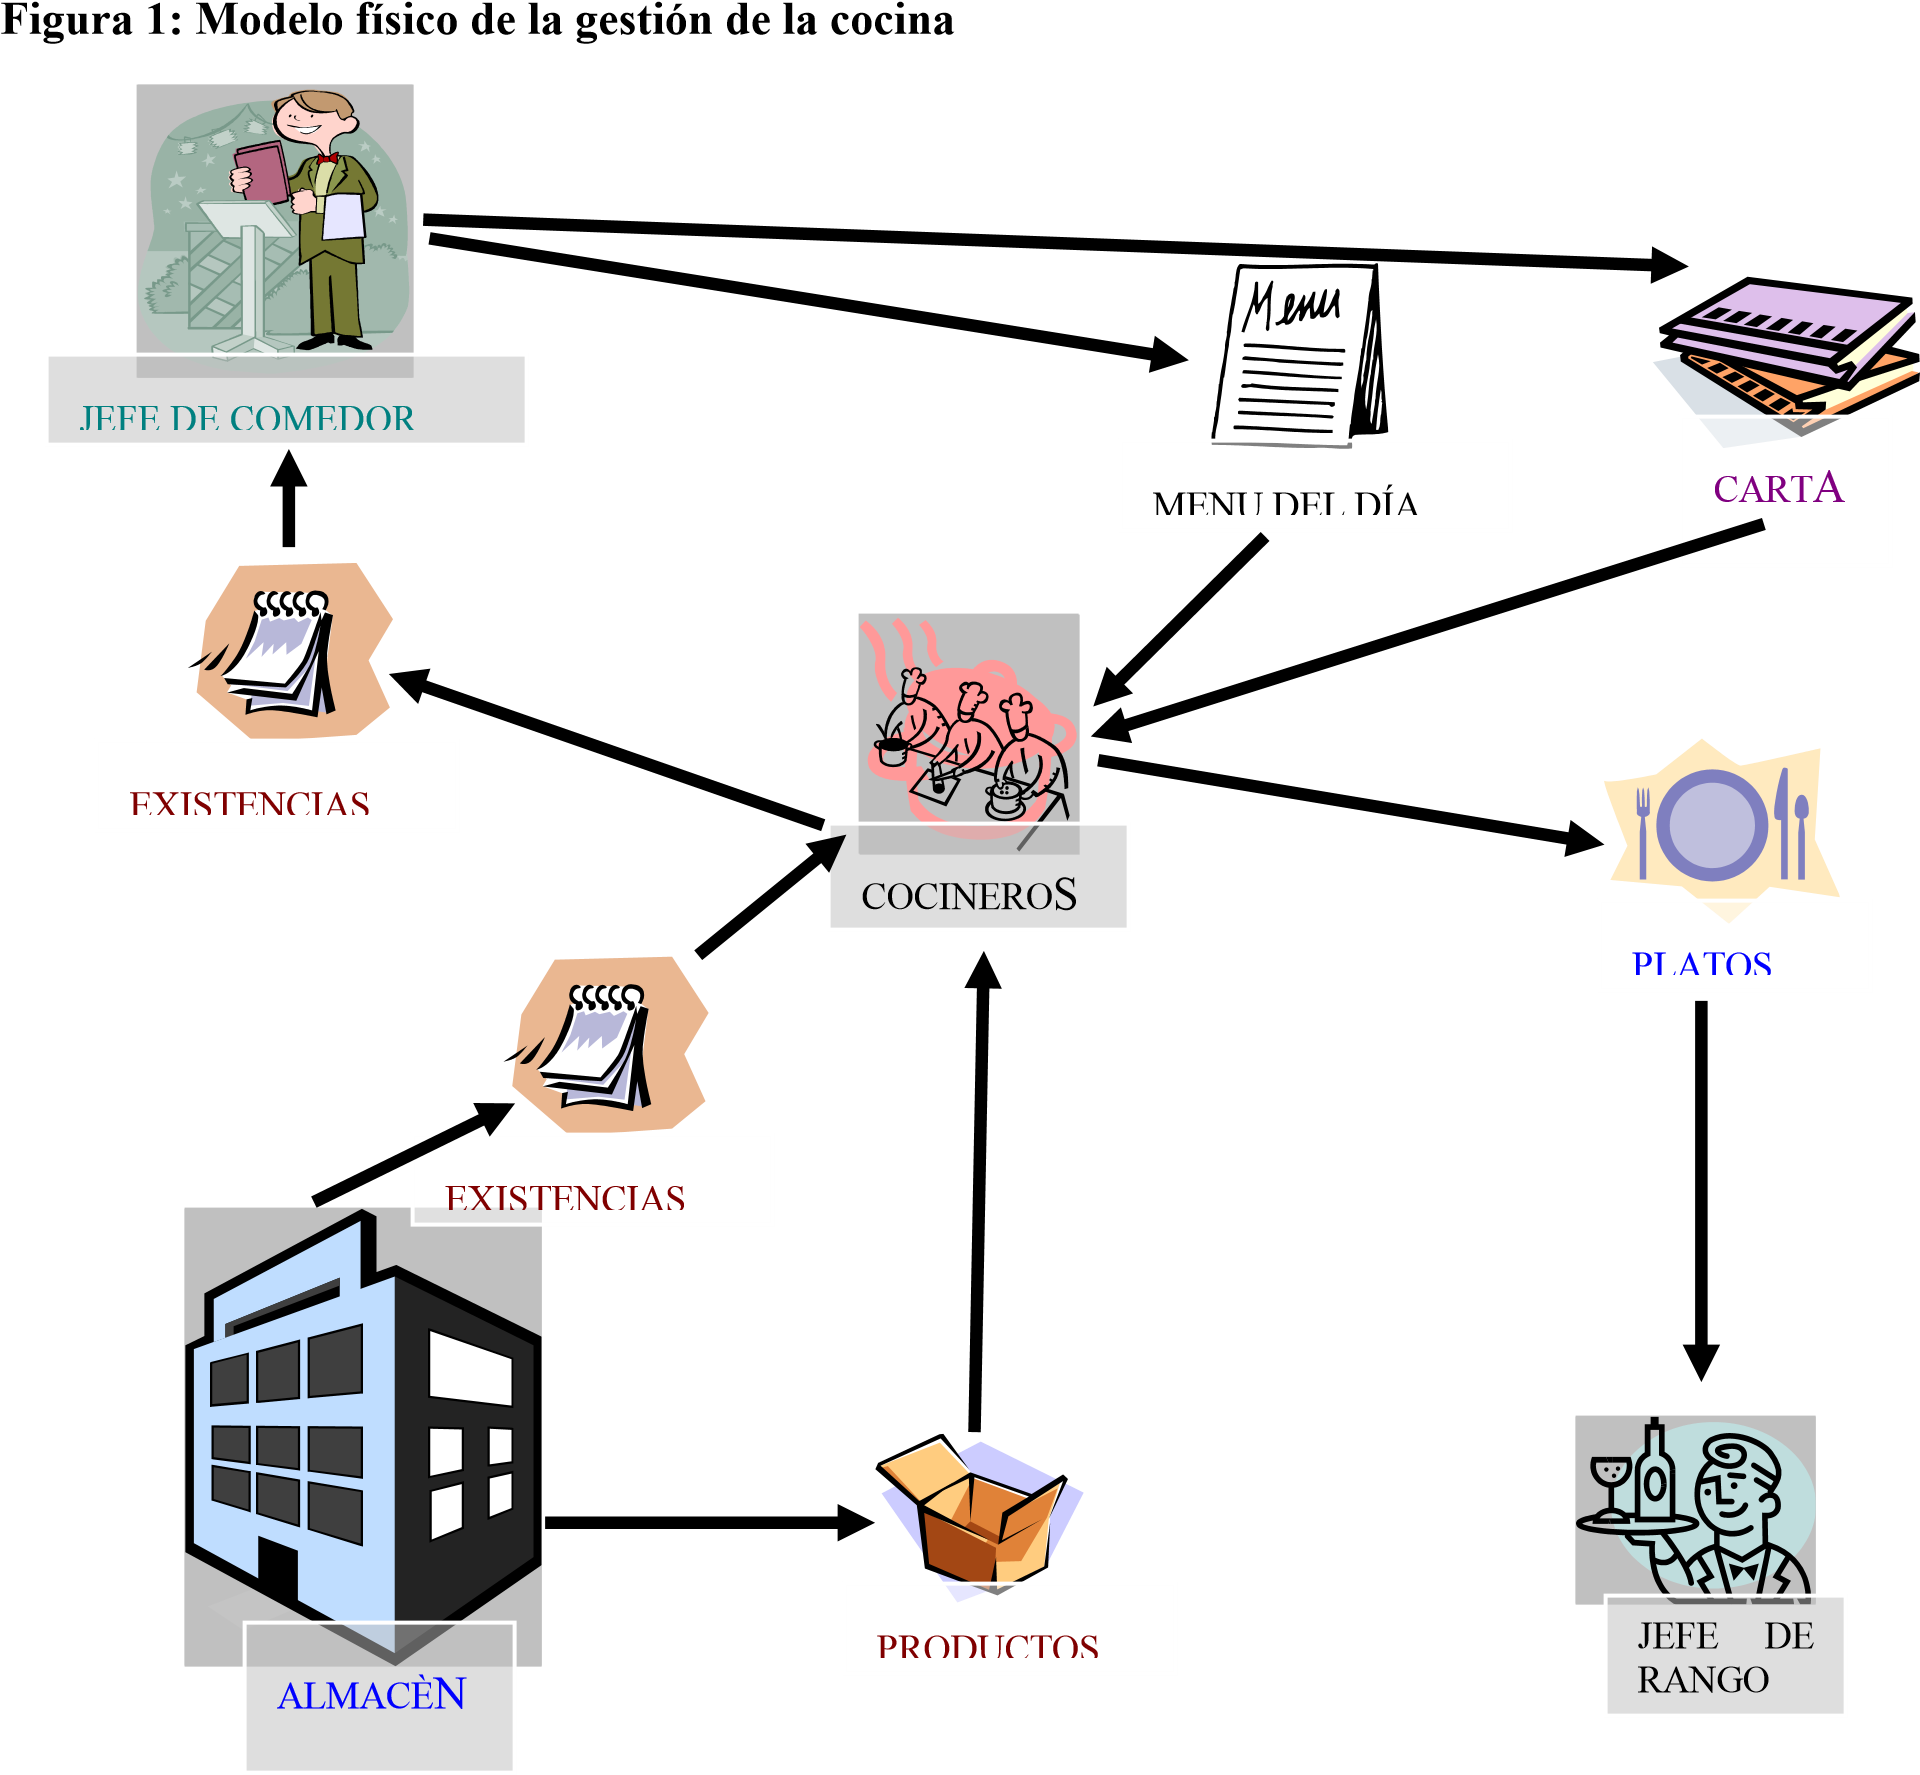 Figura 1: Modelo físico de la gestión de la cocina
Menu
JEFE DE COMEDOR
CARTA
MENU DEL DÍA
EXISTENCIAS
COCINEROS
PLATOS
EXISTENCIAS
PRODUCTOS
JEFE DE
RANGO
ALMACÈN